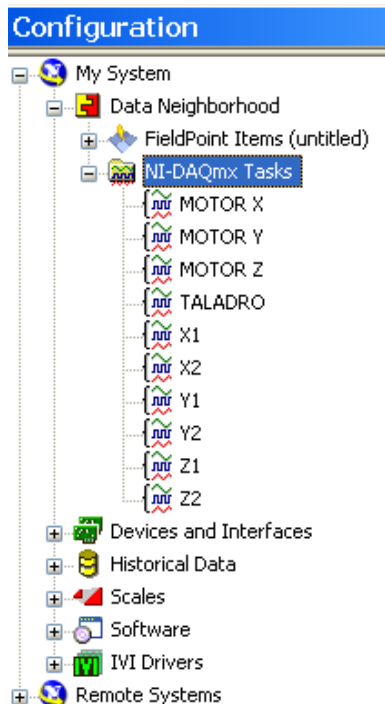 Configuration
My System
Data Neighborhood
FieldPoint Items (untitled)
NI-DAQmx Tasks
MOTOR X
MOTOR Y
MOTOR Z
TALADRO
X1
X2
Y1
Y2
Z1
Z2
Devices and Interfaces
Historical Data
Scales
Software
IVI Drivers
Remote Systems